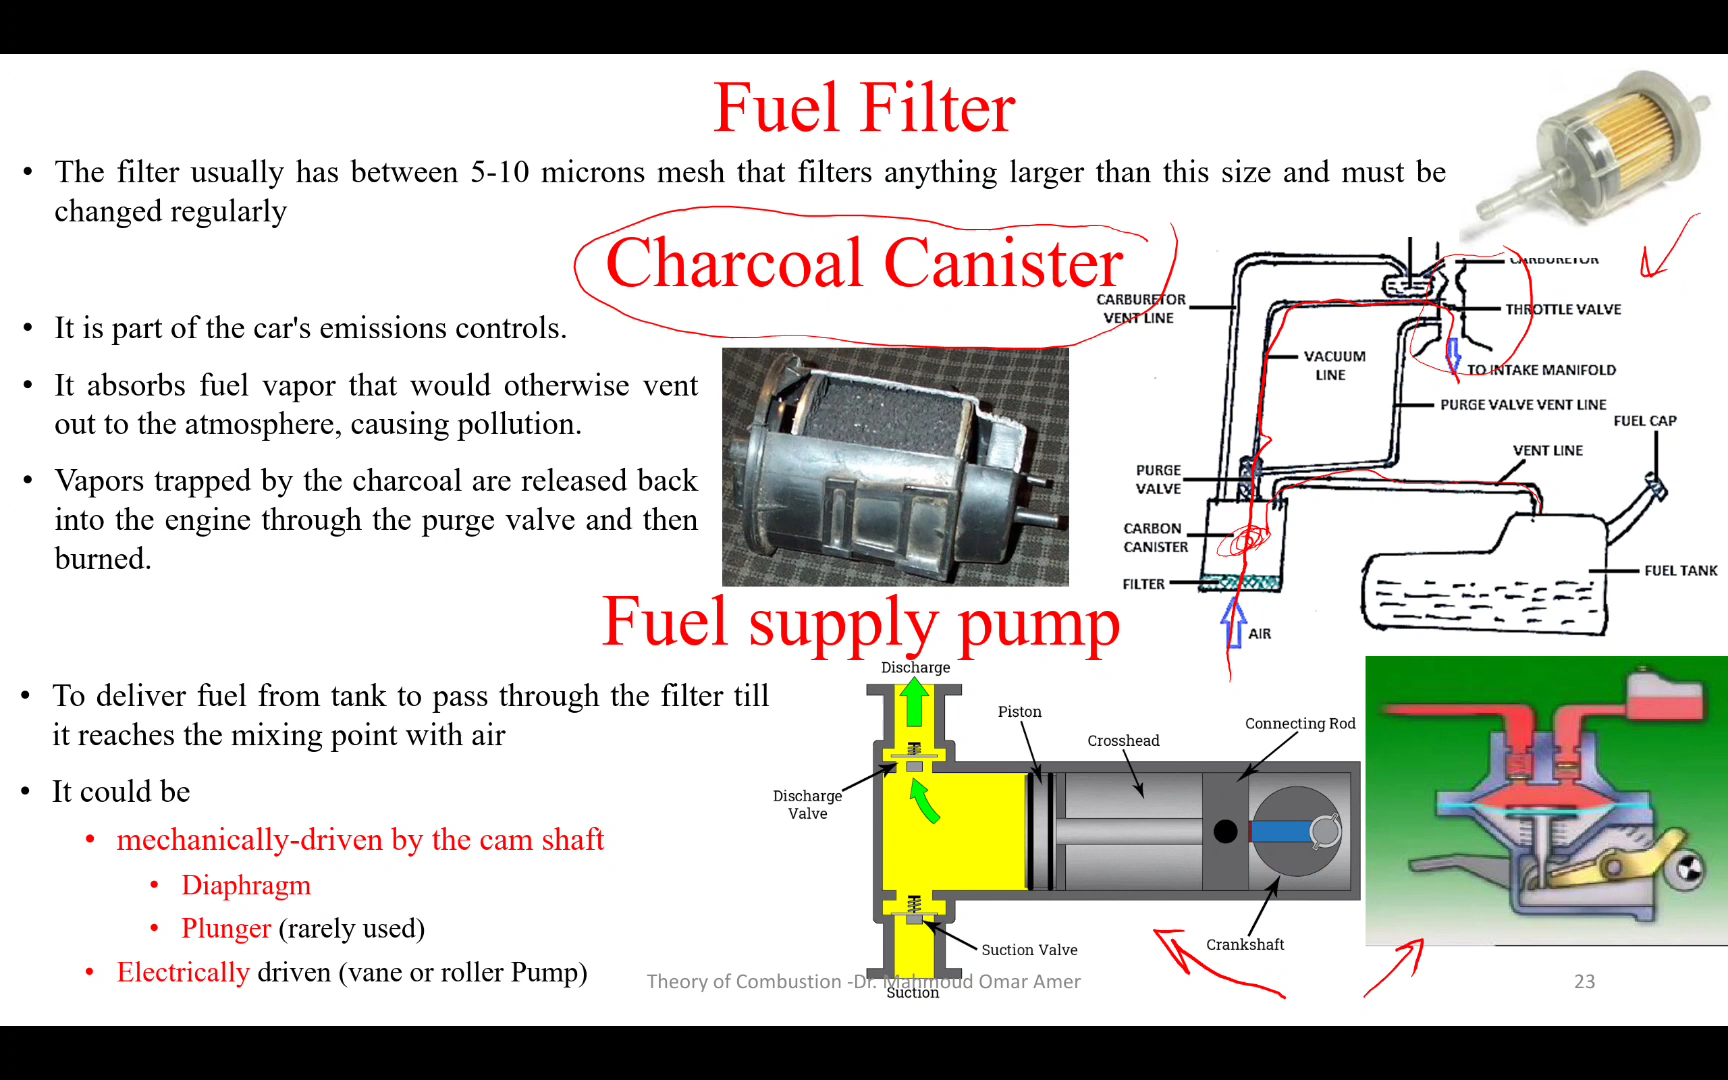 Fuel Filter
• The filter usually has between 5-10 microns mesh that filters anything larger than this size and must be
changed regularly
Charcoal Canister
• It is part of the car's emissions controls.
• It absorbs fuel vapor that would otherwise vent
out to the atmosphere, causing pollution.
• Vapors trapped by the charcoal are released back
into the engine through the purge valve and then
burned.
CARBURETOR
CARBURETOR
VENT LINE
THROTTLE VALVE
VACUUM
LINE
TO INTAKE MANIFOLD
PURGE VALVE VENT LINE
FUEL CAP
VENT LINE
PURGE
VALVE
CARBON
CANISTER
FILTER
FUEL TANK
AIR
Fuel supply pump
• To deliver fuel from tank to pass through the filter till
it reaches the mixing point with air
• It could be
• mechanically-driven by the cam shaft
• Diaphragm
• Plunger (rarely used)
• Electrically driven (vane or roller Pump)
Discharge
Piston
Crosshead
Connecting Rod
Discharge
Valve
Suction Valve
Crankshaft
Suction
Theory of Combustion -Dr. Mahmoud Omar Amer
23